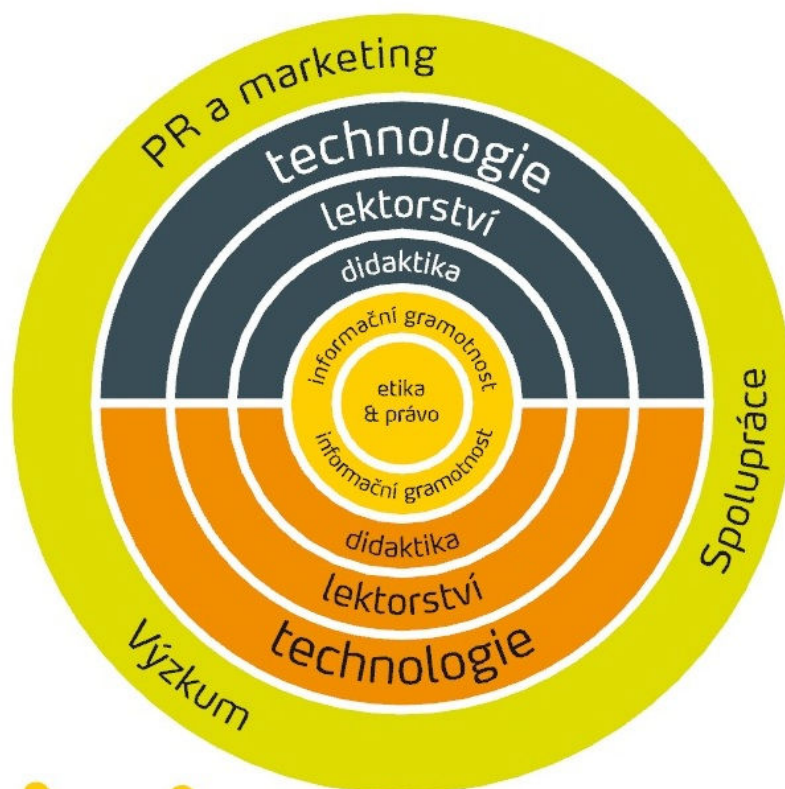 PR a marketing
technologie
lektorství
didaktika
informační gramotnost
etika
& právo
informační gramotnost
didaktika
lektorství
technologie
Spolupráce
Výzkum